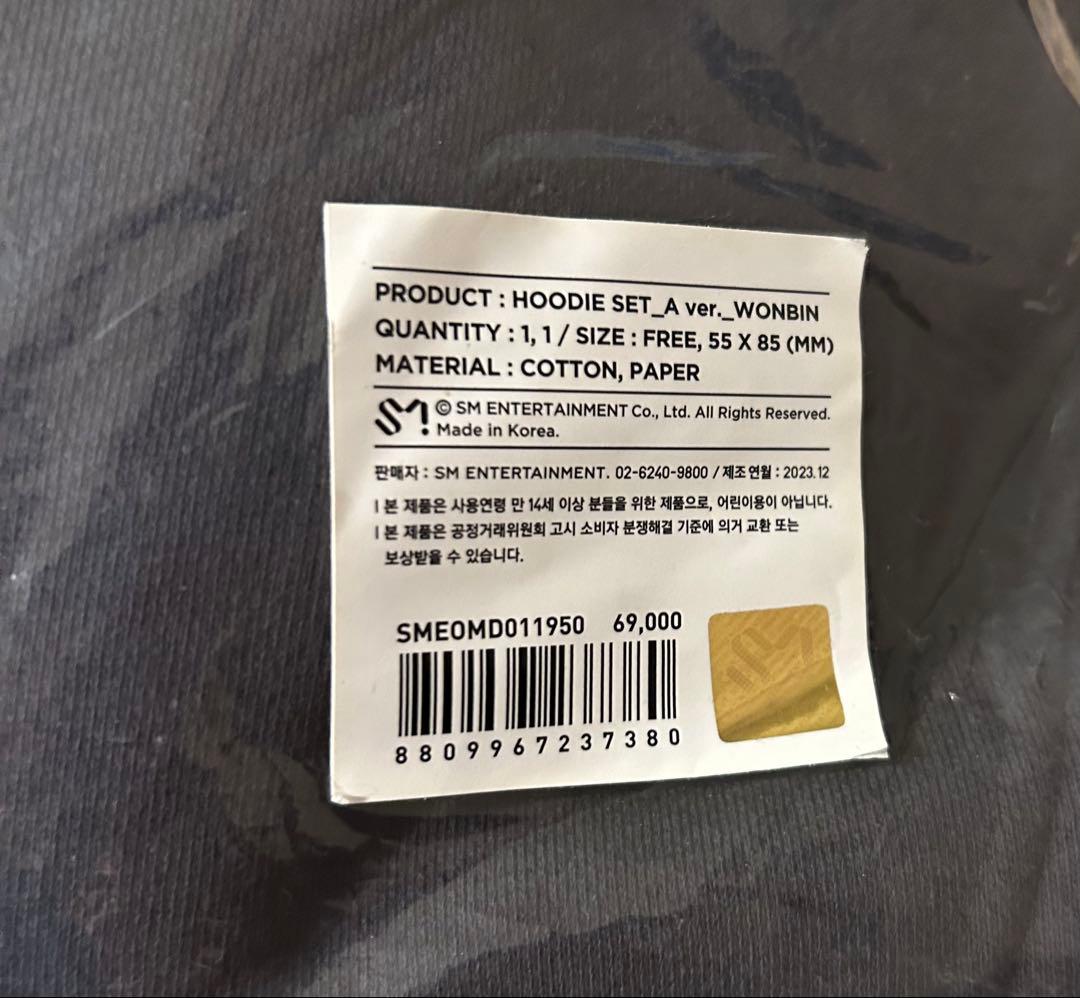 PRODUCT : HOODIE SET_A ver._WONBIN
QUANTITY : 1, 1 / SIZE : FREE, 55 X 85 (MM)
MATERIAL : COTTON, PAPER
SM! © SM ENTERTAINMENT Co., Ltd. All Rights Reserved.
Made in Korea.
판매자 : SM ENTERTAINMENT. 02-6240-9800 / 제조연월 : 2023.12
| 본 제품은 사용연령 만 14세 이상 분들을 위한 제품으로, 어린이용이 아닙니다.
| 본 제품은 공정거래위원회 고시 소비자 분쟁해결 기준에 의거 교환 또는
보상받을 수 있습니다.
SMEOMD011950 69,000
8809967237380
SM